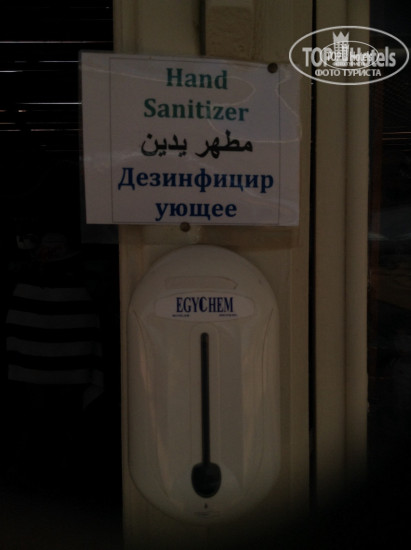 TOP Hotels
ФОТО ТУРИСТА
Hand
Sanitizer
مطهر يدين
Дезинфицир
ующее
EGYCHEM